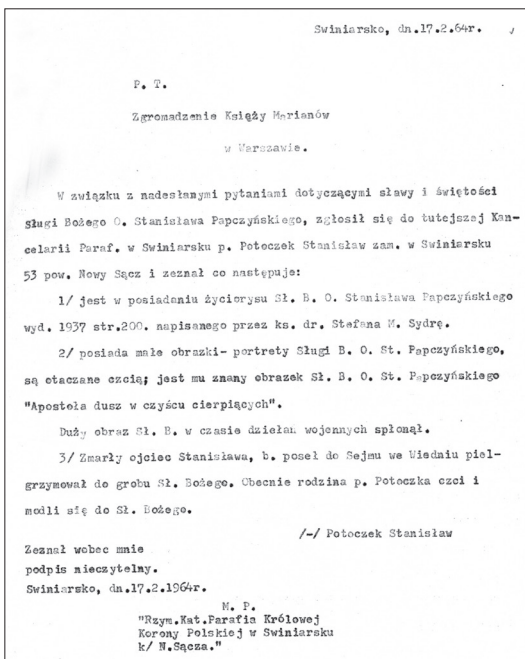 Swiniarsko, dn.17.2.64r.
P. T.
Zgromadzenie Księży Marianów
w Warszawie.
W związku z nadesłanymi pytaniami dotyczącymi sławy i świętości
Sługi Bożego O. Stanisława Papczyńskiego, zgłosił się do tutejszej Kan-
celarii Paraf. w Swiniarsku p. Potoczek Stanisław zam. w Swiniarsku
53 pow. Nowy Sącz i zeznał co następuje:
1/ jest w posiadaniu życiorysu Sł. B. O. Stanisława Papczyńskiego
wyd. 1937 str.200. napisanego przez ks. dr. Stefana M. Sydrę.
2/ posiada małe obrazki- portrety Sługi B. O. St. Papczyńskiego,
są otaczane czcią; jest mu znany obrazek Sł. B. O. St. Papczyńskiego
"Apostoła dusz w czyścu cierpiących".
Duży obraz Sł. B. w czasie działań wojennych spłonął.
3/ Zmarły ojciec Stanisława, b. poseł do Sejmu we Wiedniu piel-
grzymował do grobu Sł. Bożego. Obecnie rodzina p. Potoczka czci i
modli się do Sł. Bożego.
/-/ Potoczek Stanisław
Zeznał wobec mnie
podpis nieczytelny.
Swiniarsko, dn.17.2.1964r.
M. P.
"Rzym.Kat.Parafia Królowej
Korony Polskiej w Swiniarsku
k/ N.Sącza."